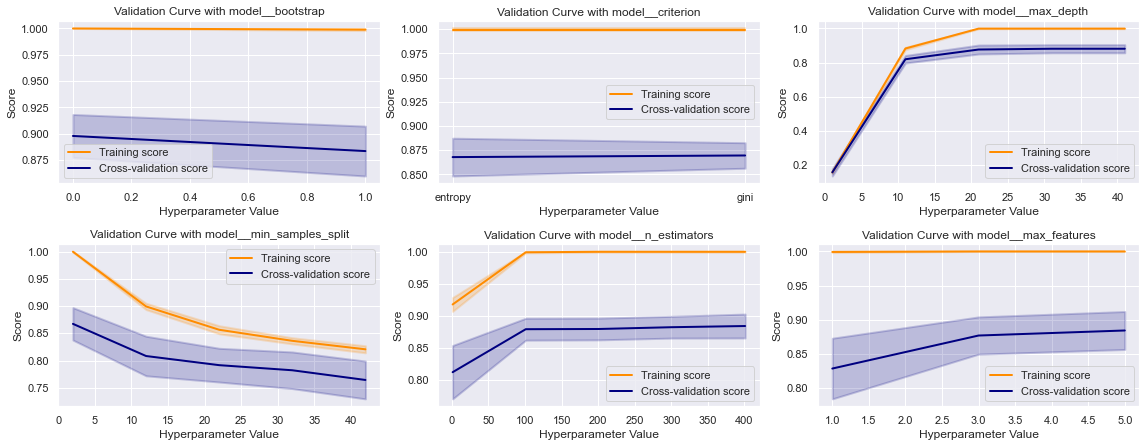 Validation Curve with model__bootstrap
1.000
0.975
0.950
0.925
0.900
0.875
Score
Training score
Cross-validation score
0.0 0.2 0.4 0.6 0.8 1.0
Hyperparameter Value
Validation Curve with model__criterion
1.000
0.975
0.950
0.925
0.900
0.875
0.850
Score
Training score
Cross-validation score
entropy gini
Hyperparameter Value
Validation Curve with model__max_depth
1.0
0.8
0.6
0.4
0.2
Score
Training score
Cross-validation score
0 5 10 15 20 25 30 35 40
Hyperparameter Value
Validation Curve with model__min_samples_split
1.00
0.95
0.90
0.85
0.80
0.75
Score
Training score
Cross-validation score
0 5 10 15 20 25 30 35 40
Hyperparameter Value
Validation Curve with model__n_estimators
1.00
0.95
0.90
0.85
0.80
Score
Training score
Cross-validation score
0 50 100 150 200 250 300 350 400
Hyperparameter Value
Validation Curve with model__max_features
1.00
0.95
0.90
0.85
0.80
Score
Training score
Cross-validation score
1.0 1.5 2.0 2.5 3.0 3.5 4.0 4.5 5.0
Hyperparameter Value